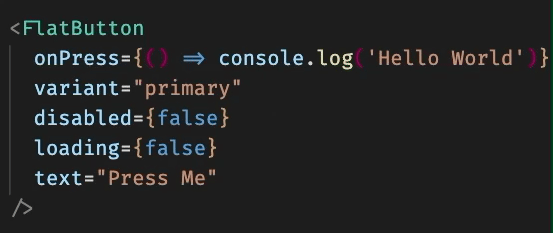 <FlatButton
onPress={() => console.log('Hello World')}
variant="primary"
disabled={false}
loading={false}
text="Press Me"
/>